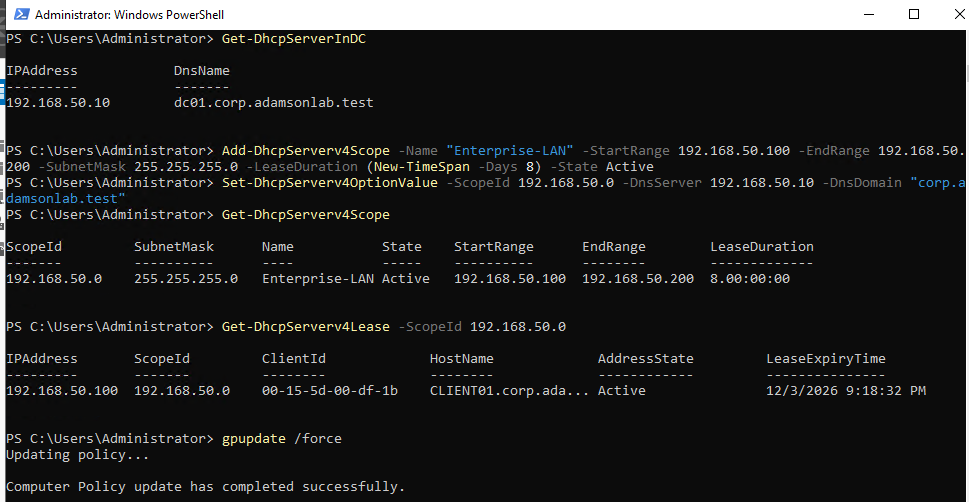 Administrator: Windows PowerShell
PS C:\Users\Administrator> Get-DhcpServerInDC
IPAddress            DnsName
---------            -------
192.168.50.10        dc01.corp.adamsonlab.test
PS C:\Users\Administrator> Add-DhcpServerv4Scope -Name "Enterprise-LAN" -StartRange 192.168.50.100 -EndRange 192.168.50.
200 -SubnetMask 255.255.255.0 -LeaseDuration (New-TimeSpan -Days 8) -State Active
PS C:\Users\Administrator> Set-DhcpServerv4OptionValue -ScopeId 192.168.50.0 -DnsServer 192.168.50.10 -DnsDomain "corp.a
damsonlab.test"
PS C:\Users\Administrator> Get-DhcpServerv4Scope
ScopeId         SubnetMask      Name           State    StartRange      EndRange        LeaseDuration
-------         ----------      ----           -----    ----------      --------        -------------
192.168.50.0    255.255.255.0   Enterprise-LAN Active   192.168.50.100  192.168.50.200  8.00:00:00
PS C:\Users\Administrator> Get-DhcpServerv4Lease -ScopeId 192.168.50.0
IPAddress       ScopeId         ClientId             HostName             AddressState         LeaseExpiryTime
---------       -------         --------             --------             ------------         ---------------
192.168.50.100  192.168.50.0    00-15-5d-00-df-1b    CLIENT01.corp.ada... Active               12/3/2026 9:18:32 PM
PS C:\Users\Administrator> gpupdate /force
Updating policy...
Computer Policy update has completed successfully.